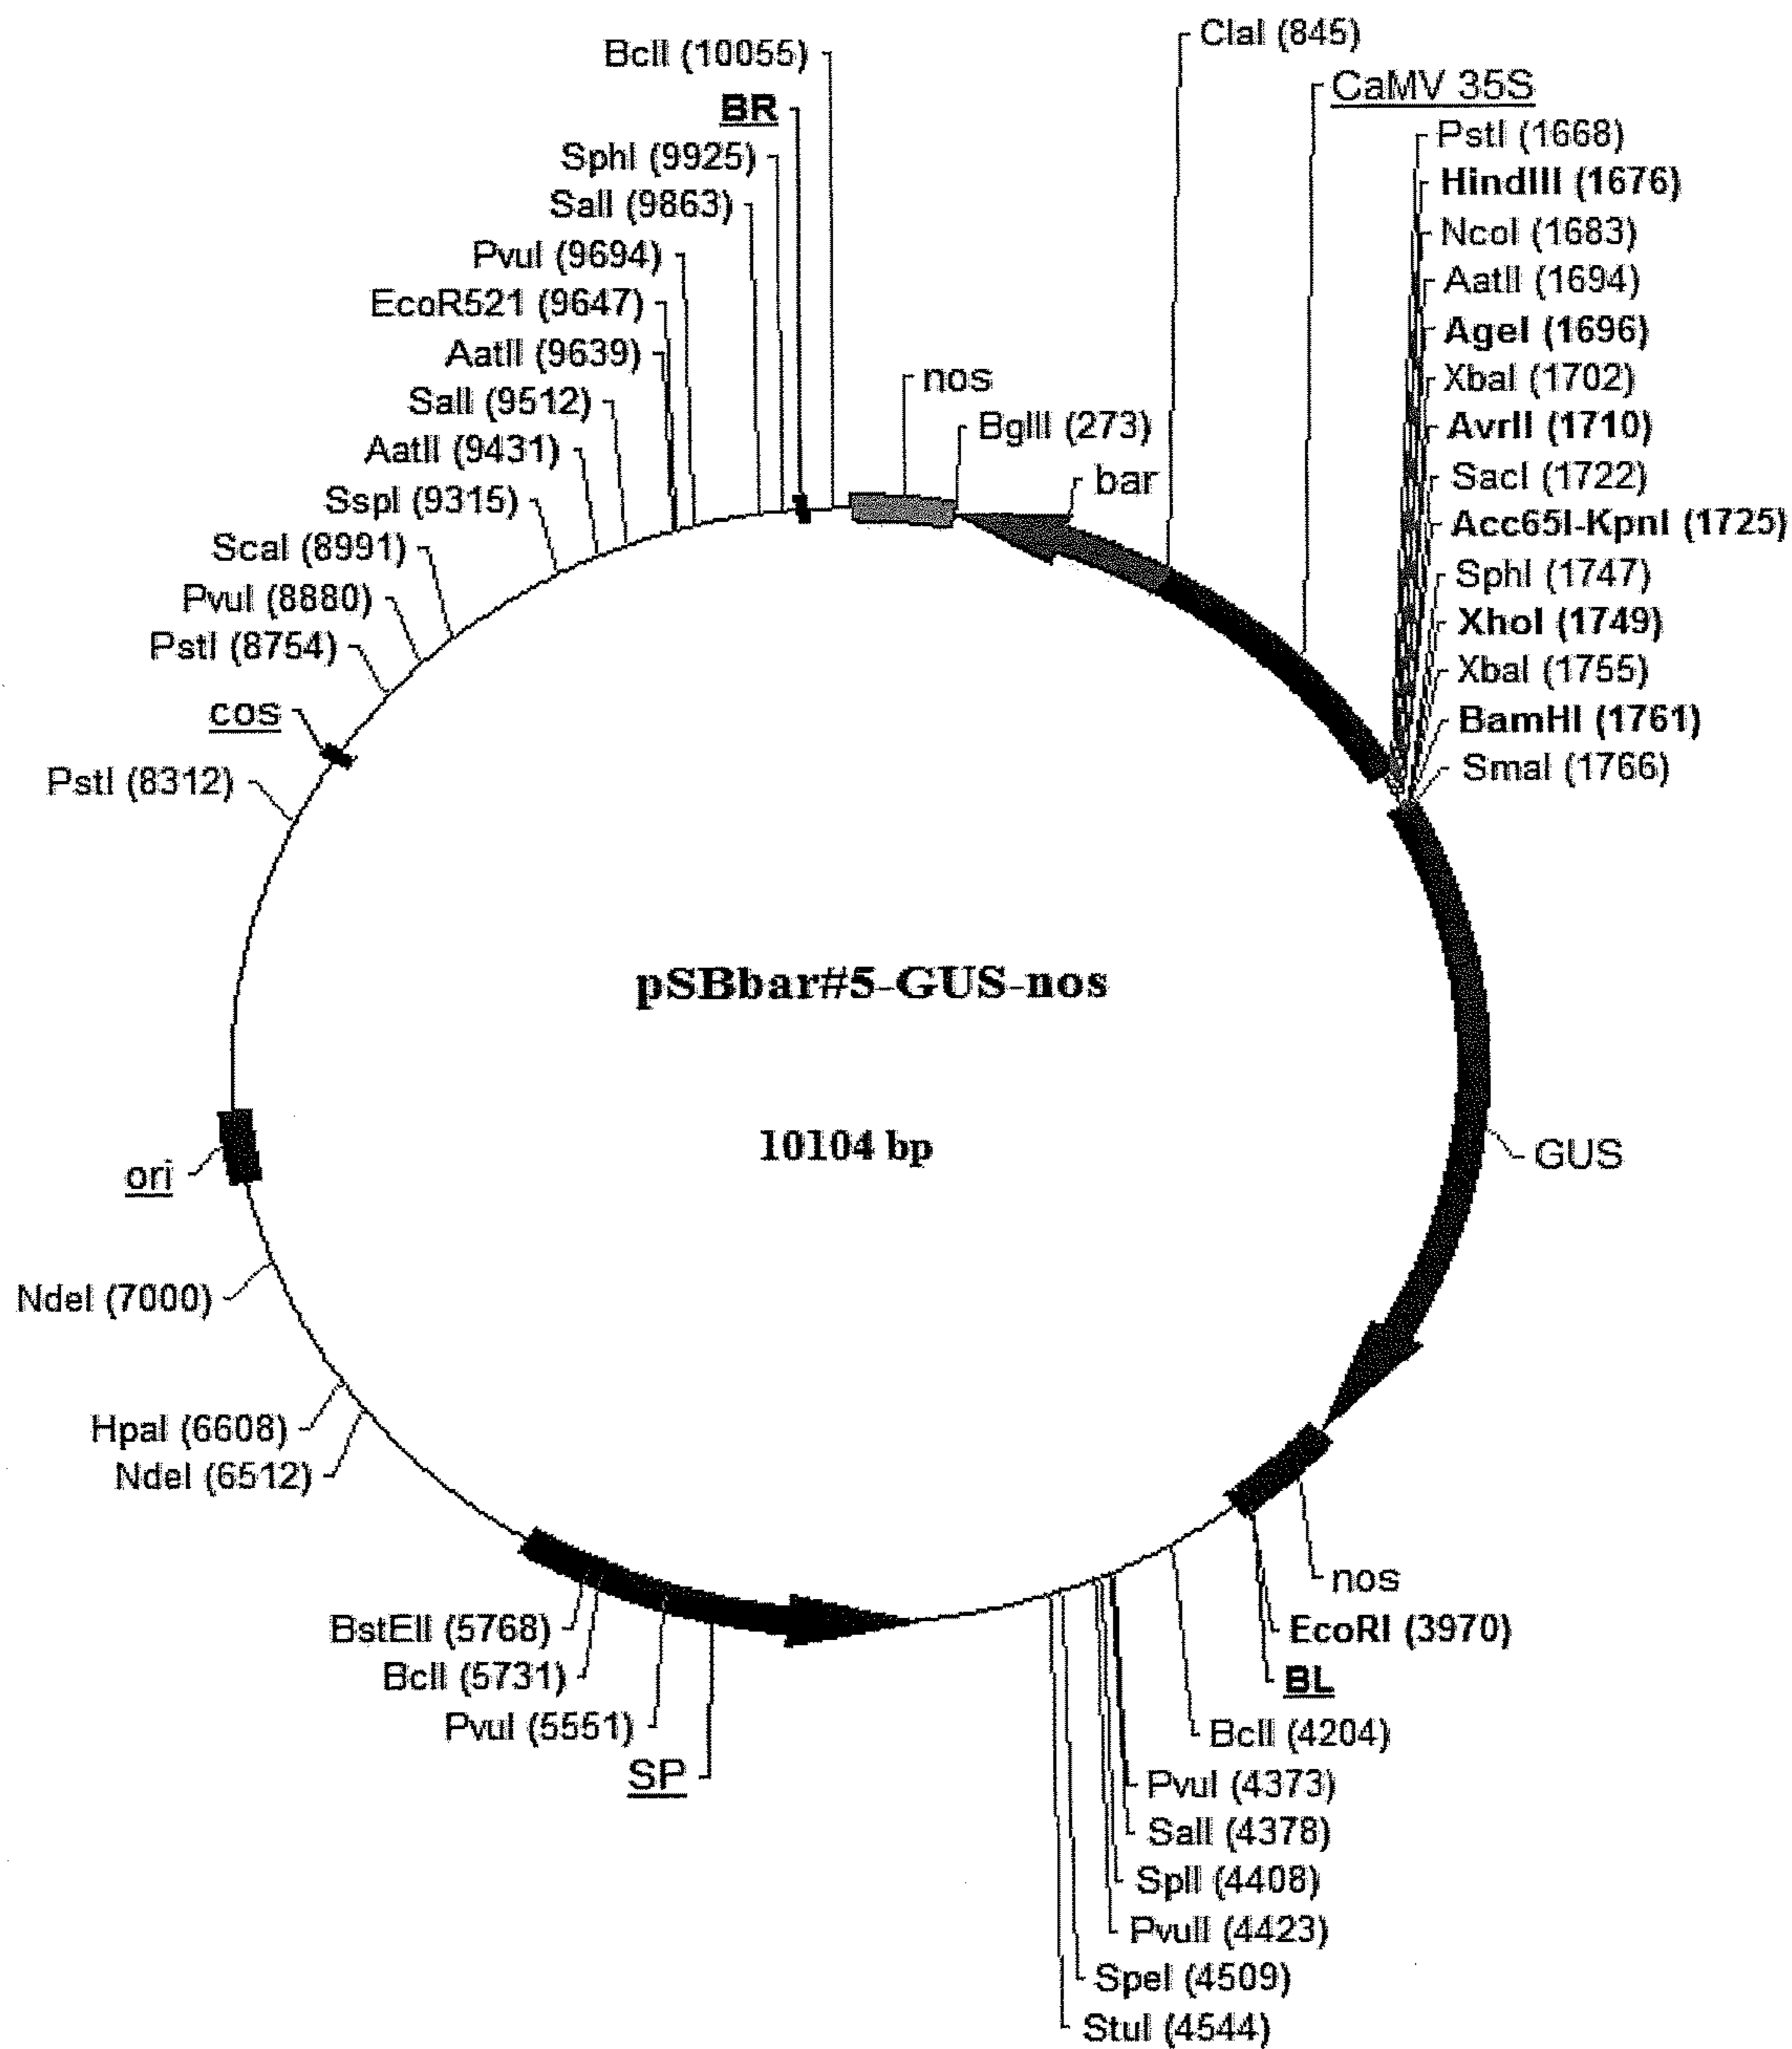 BclI (10055)
BR
SphI (9925)
SalI (9863)
PvuI (9694)
EcoR521 (9647)
AatII (9639)
SalI (9512)
AatII (9431)
SspI (9315)
ScaI (8991)
PvuI (8880)
PstI (8754)
cos
PstI (8312)
ClaI (845)
CaMV 35S
PstI (1668)
HindIII (1676)
NcoI (1683)
AatII (1694)
AgeI (1696)
XbaI (1702)
AvrII (1710)
SacI (1722)
Acc65I-KpnI (1725)
SphI (1747)
XhoI (1749)
XbaI (1755)
BamHI (1761)
SmaI (1766)
nos
BglII (273)
bar
pSBbar#5-GUS-nos
10104 bp
GUS
ori
NdeI (7000)
HpaI (6608)
NdeI (6512)
BstEII (5768)
BclI (5731)
PvuI (5551)
SP
nos
EcoRI (3970)
BL
BclI (4204)
PvuI (4373)
SalI (4378)
SplI (4408)
PvuII (4423)
SpeI (4509)
StuI (4544)